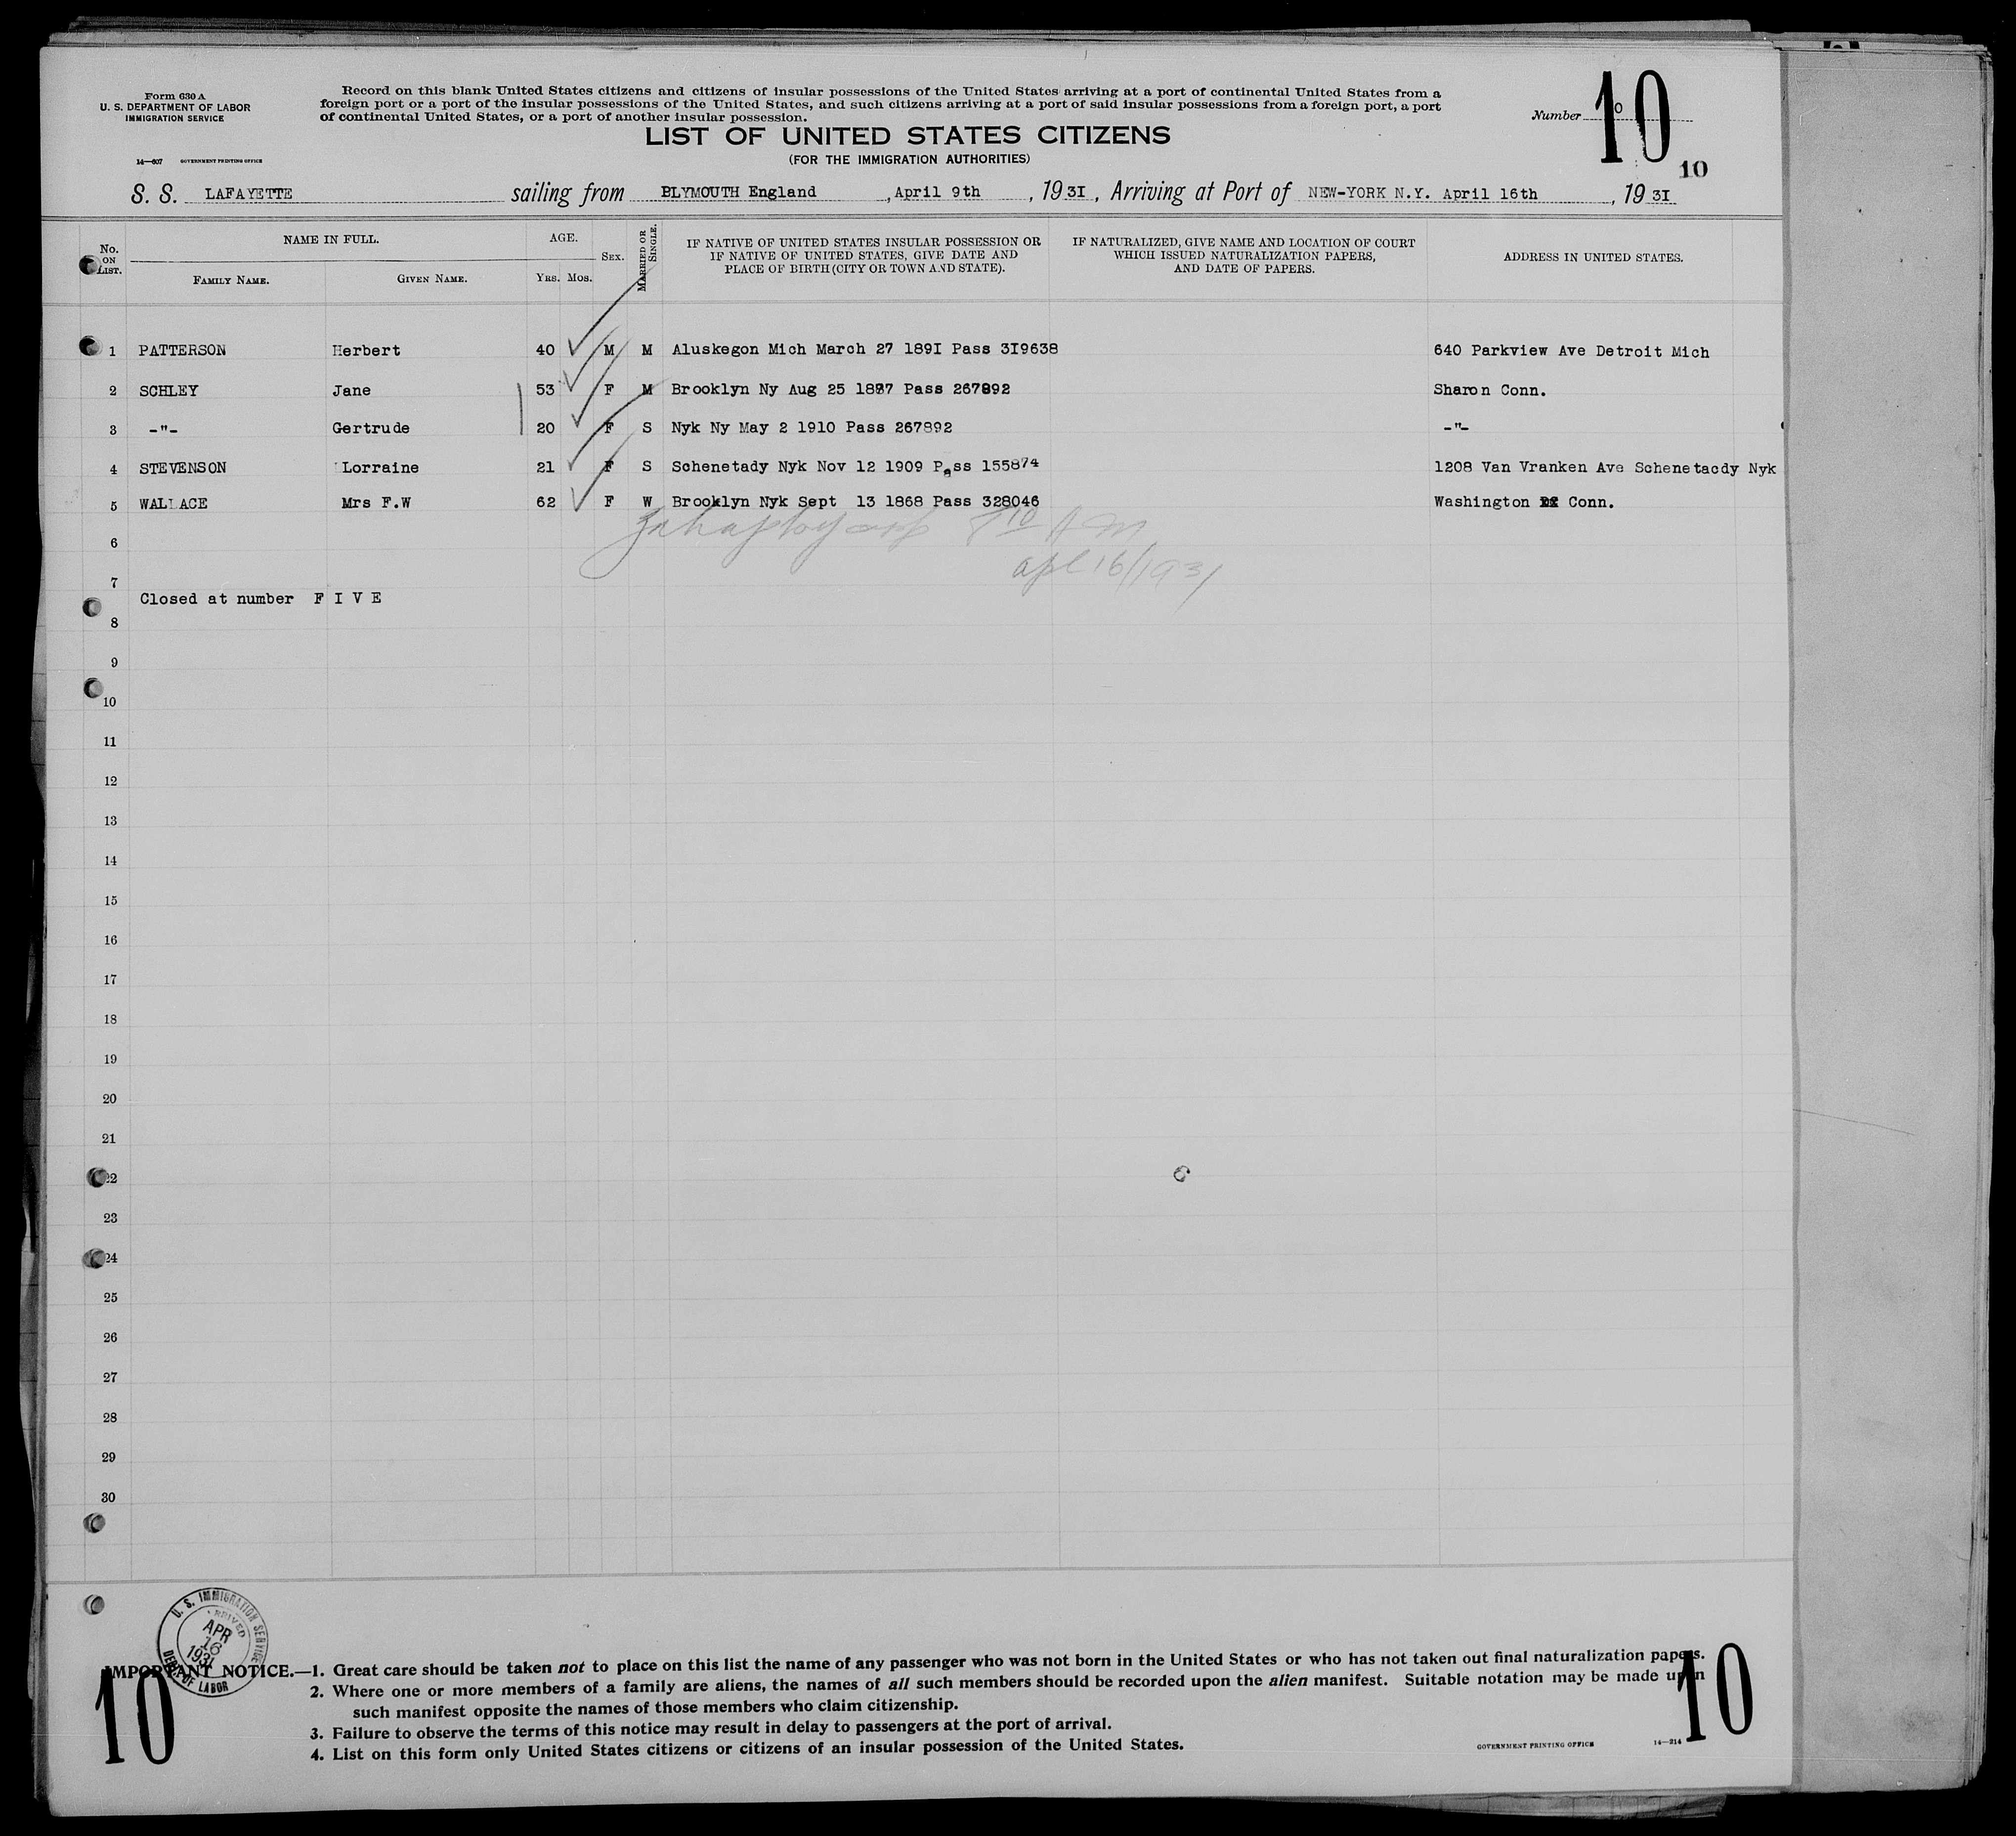 Form 630 A
U. S. DEPARTMENT OF LABOR
IMMIGRATION SERVICE
14—607 GOVERNMENT PRINTING OFFICE
Record on this blank United States citizens and citizens of insular possessions of the United States arriving at a port of continental United States from a
foreign port or a port of the insular possessions of the United States, and such citizens arriving at a port of said insular possessions from a foreign port, a port
of continental United States, or a port of another insular possession.
Number 10
10
10
LIST OF UNITED STATES CITIZENS
(FOR THE IMMIGRATION AUTHORITIES)
S. S. LAFAYETTE sailing from PLYMOUTH England , April 9th , 1931 , Arriving at Port of NEW-YORK N.Y. April 16th , 1931
No. ON LIST. NAME IN FULL. FAMILY NAME. GIVEN NAME. AGE. YRS. MOS. SEX. MARRIED OR SINGLE. IF NATIVE OF UNITED STATES INSULAR POSSESSION OR IF NATIVE OF UNITED STATES, GIVE DATE AND PLACE OF BIRTH (CITY OR TOWN AND STATE). IF NATURALIZED, GIVE NAME AND LOCATION OF COURT WHICH ISSUED NATURALIZATION PAPERS, AND DATE OF PAPERS. ADDRESS IN UNITED STATES.
1 PATTERSON Herbert 40 M M Aluskegon Mich March 27 189I Pass 3I9638 640 Parkview Ave Detroit Mich
2 SCHLEY Jane 53 F M Brooklyn Ny Aug 25 1877 Pass 267892 Sharon Conn.
3 -"- Gertrude 20 F S Nyk Ny May 2 1910 Pass 267892 -"-
4 STEVENSON Lorraine 21 F S Schenetady Nyk Nov 12 1909 Pass 155874 1208 Van Vranken Ave Schenetacdy Nyk
5 WALLACE Mrs F.W 62 F W Brooklyn Nyk Sept 13 1868 Pass 328046 Washington Conn.
6
apl 16/1931
7
Closed at number F I V E
8
9
10
11
12
13
14
15
16
17
18
19
20
21
22
23
24
25
26
27
28
29
30
U. S. IMMIGRATION SERVICE
ARRIVED
APR
16
1931
DEPT. OF LABOR
IMPORTANT NOTICE.—1. Great care should be taken not to place on this list the name of any passenger who was not born in the United States or who has not taken out final naturalization papers.
2. Where one or more members of a family are aliens, the names of all such members should be recorded upon the alien manifest. Suitable notation may be made upon
such manifest opposite the names of those members who claim citizenship.
3. Failure to observe the terms of this notice may result in delay to passengers at the port of arrival.
4. List on this form only United States citizens or citizens of an insular possession of the United States.
GOVERNMENT PRINTING OFFICE 14—214
10
10